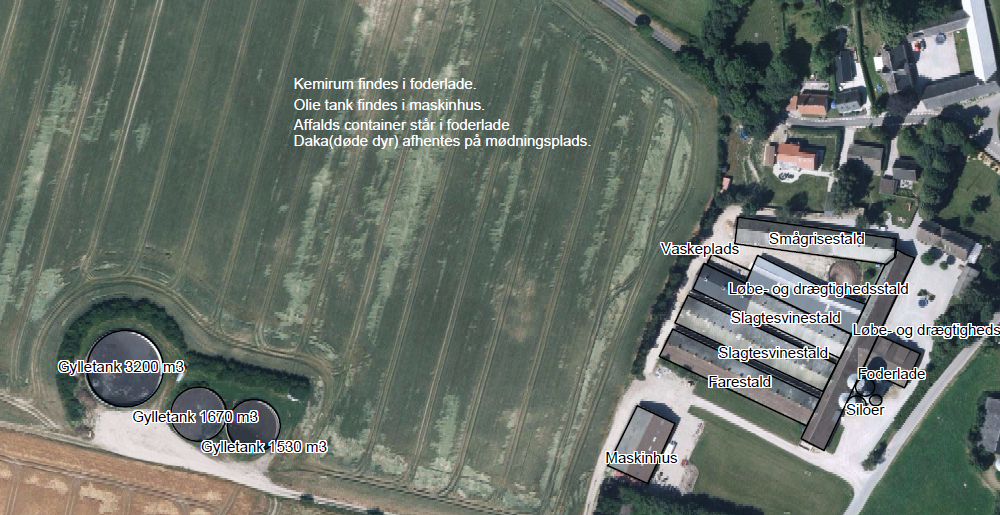 Kemirum findes i foderlade.
Olie tank findes i maskinhus.
Affalds container står i foderlade
Daka(døde dyr) afhentes på mødningsplads.
Smågrisestald
Vaskeplads
Løbe- og drægtighedsstald
Slagtesvinestald
Løbe- og drægtigheds
Slagtesvinestald
Foderlade
Farestald
Siloer
Gylletank 3200 m3
Gylletank 1670 m3
Gylletank 1530 m3
Maskinhus